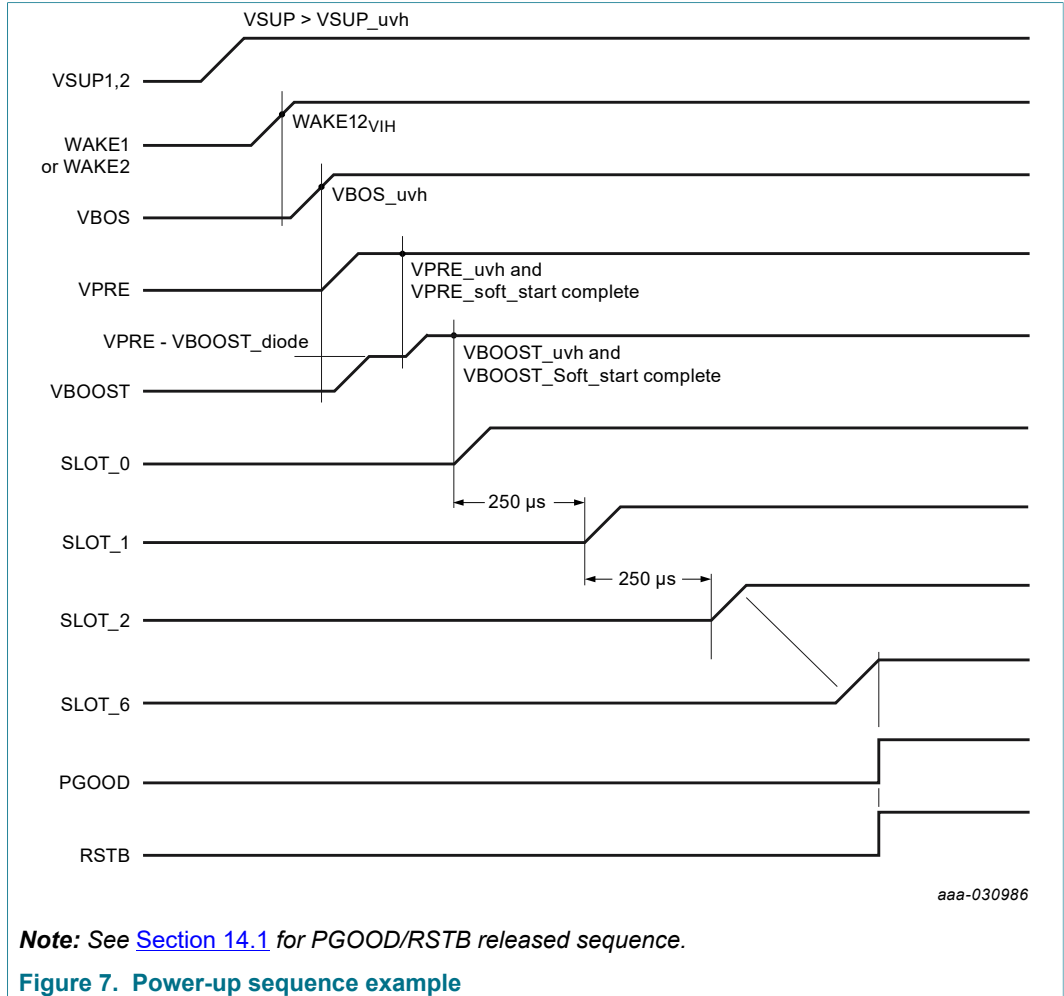 VSUP > VSUP_uvh
VSUP1,2
WAKE12VIH
WAKE1
or WAKE2
VBOS_uvh
VBOS
VPRE_uvh and
VPRE_soft_start complete
VPRE
VPRE - VBOOST_diode
VBOOST_uvh and
VBOOST_Soft_start complete
VBOOST
SLOT_0
250 µs
SLOT_1
250 µs
SLOT_2
SLOT_6
PGOOD
RSTB
aaa-030986
Note: See Section 14.1 for PGOOD/RSTB released sequence.
Figure 7. Power-up sequence example